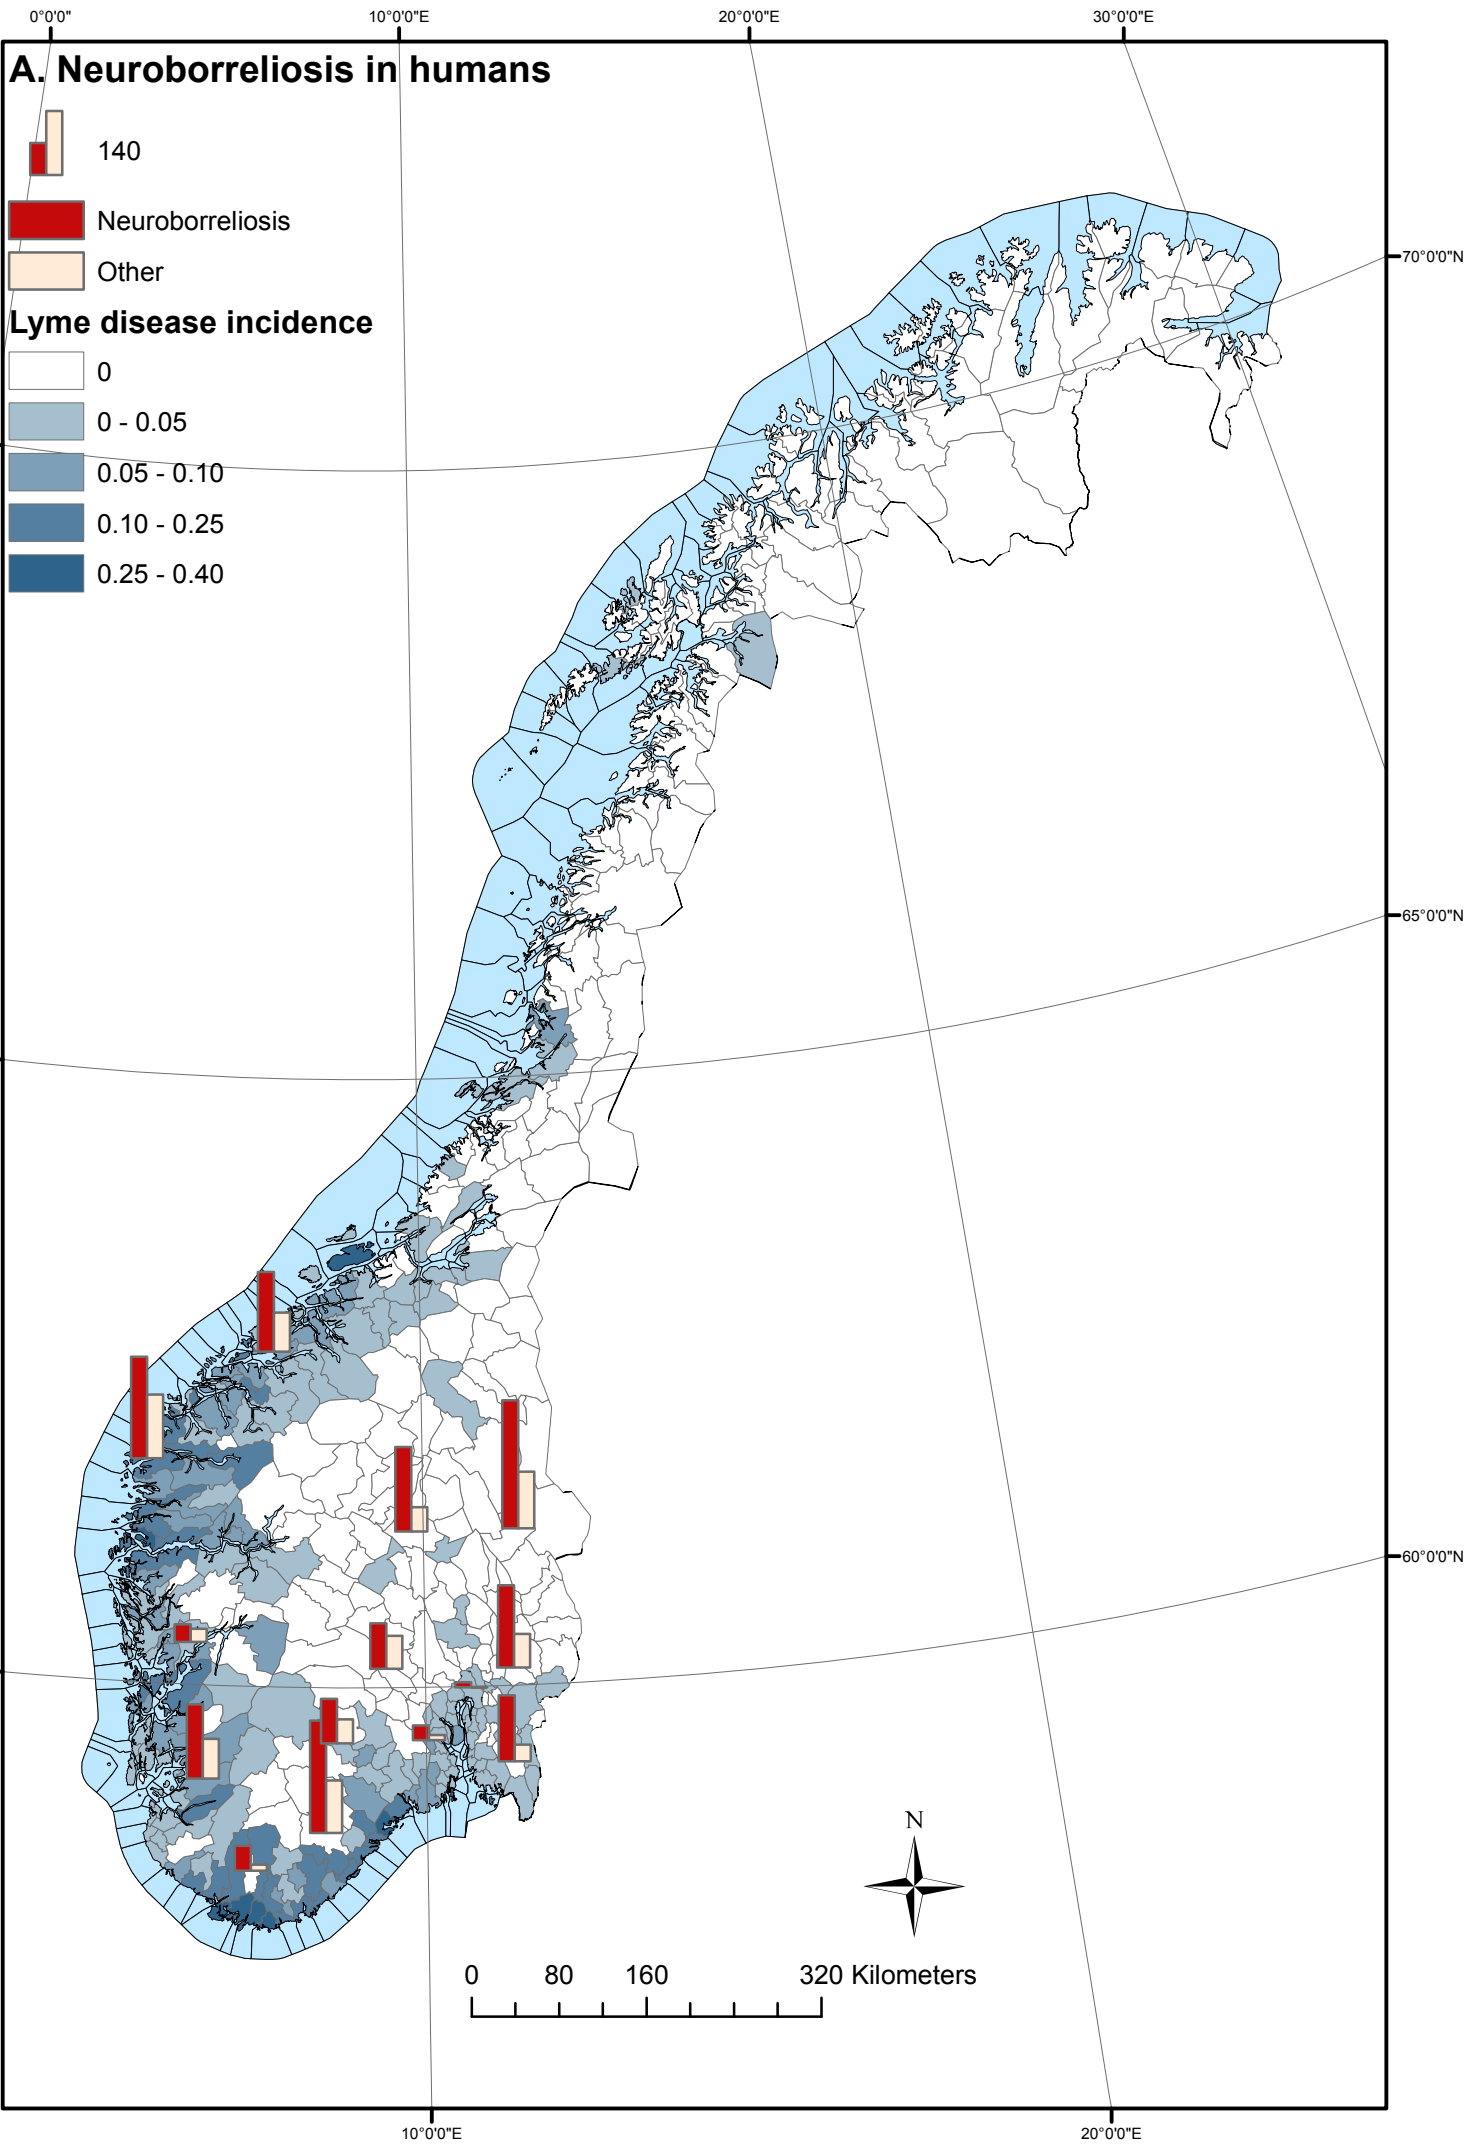 0°0'0" 10°0'0"E 20°0'0"E 30°0'0"E
A. Neuroborreliosis in humans
140
Neuroborreliosis
Other
Lyme disease incidence
0
0 - 0.05
0.05 - 0.10
0.10 - 0.25
0.25 - 0.40
70°0'0"N
65°0'0"N
60°0'0"N
N
0 80 160 320 Kilometers
10°0'0"E 20°0'0"E